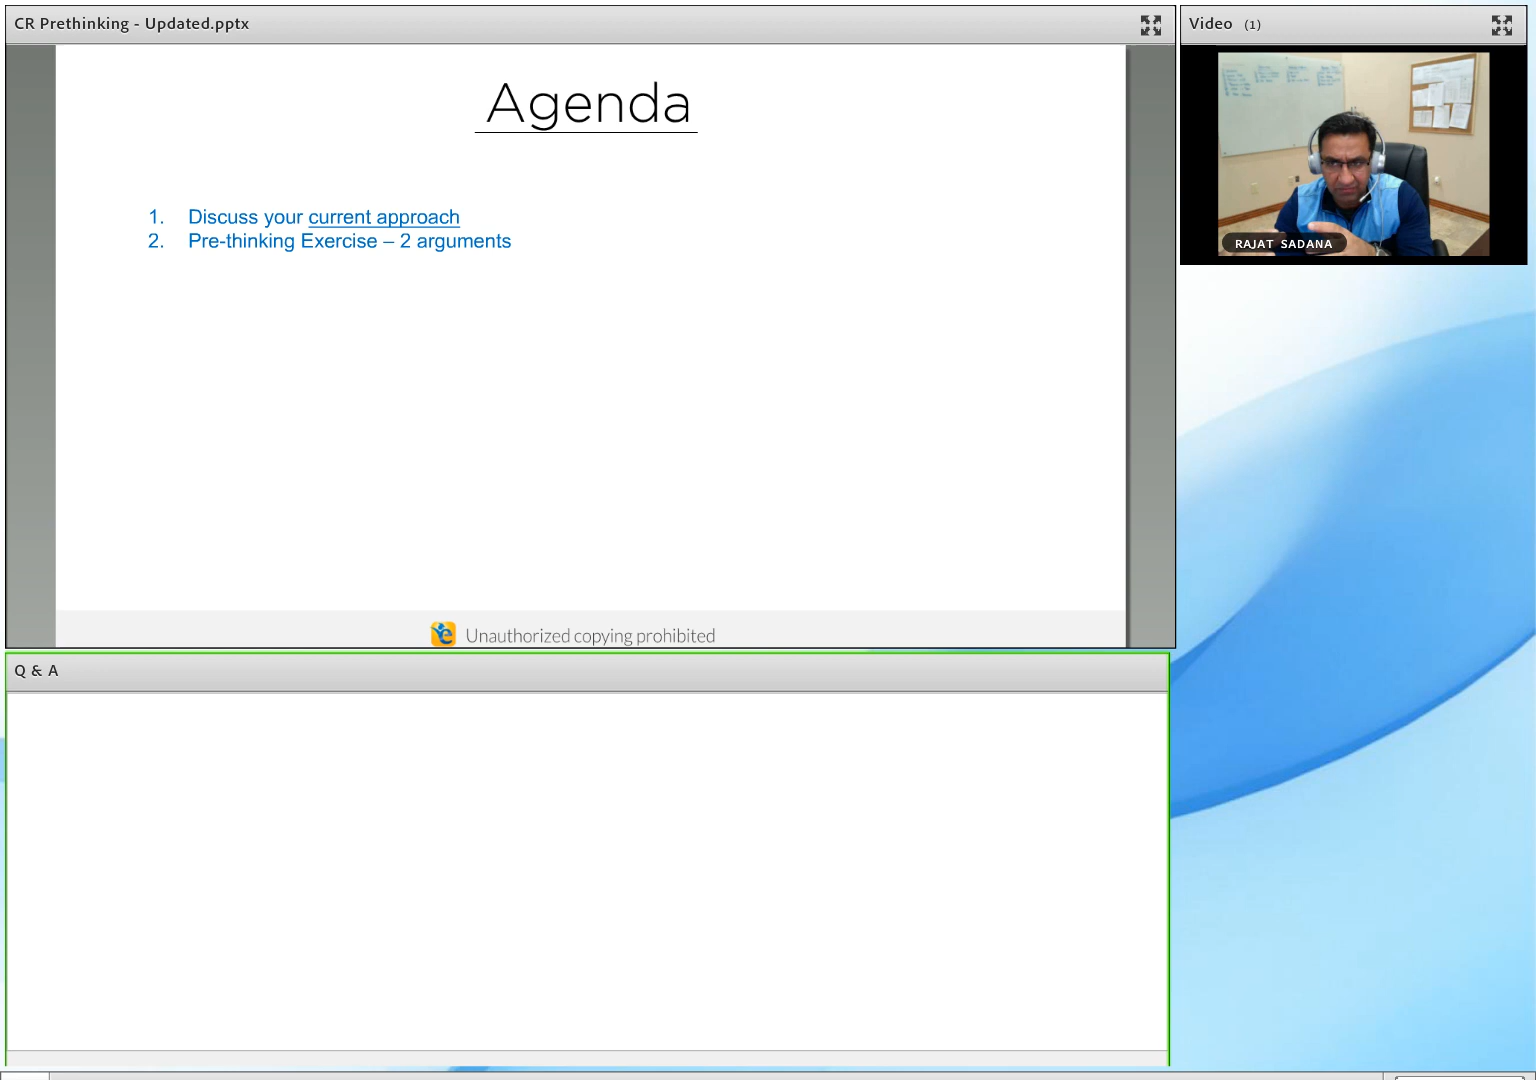 CR Prethinking - Updated.pptx
Agenda
1. Discuss your current approach
2. Pre-thinking Exercise – 2 arguments
Unauthorized copying prohibited
Video (1)
RAJAT SADANA
Q & A